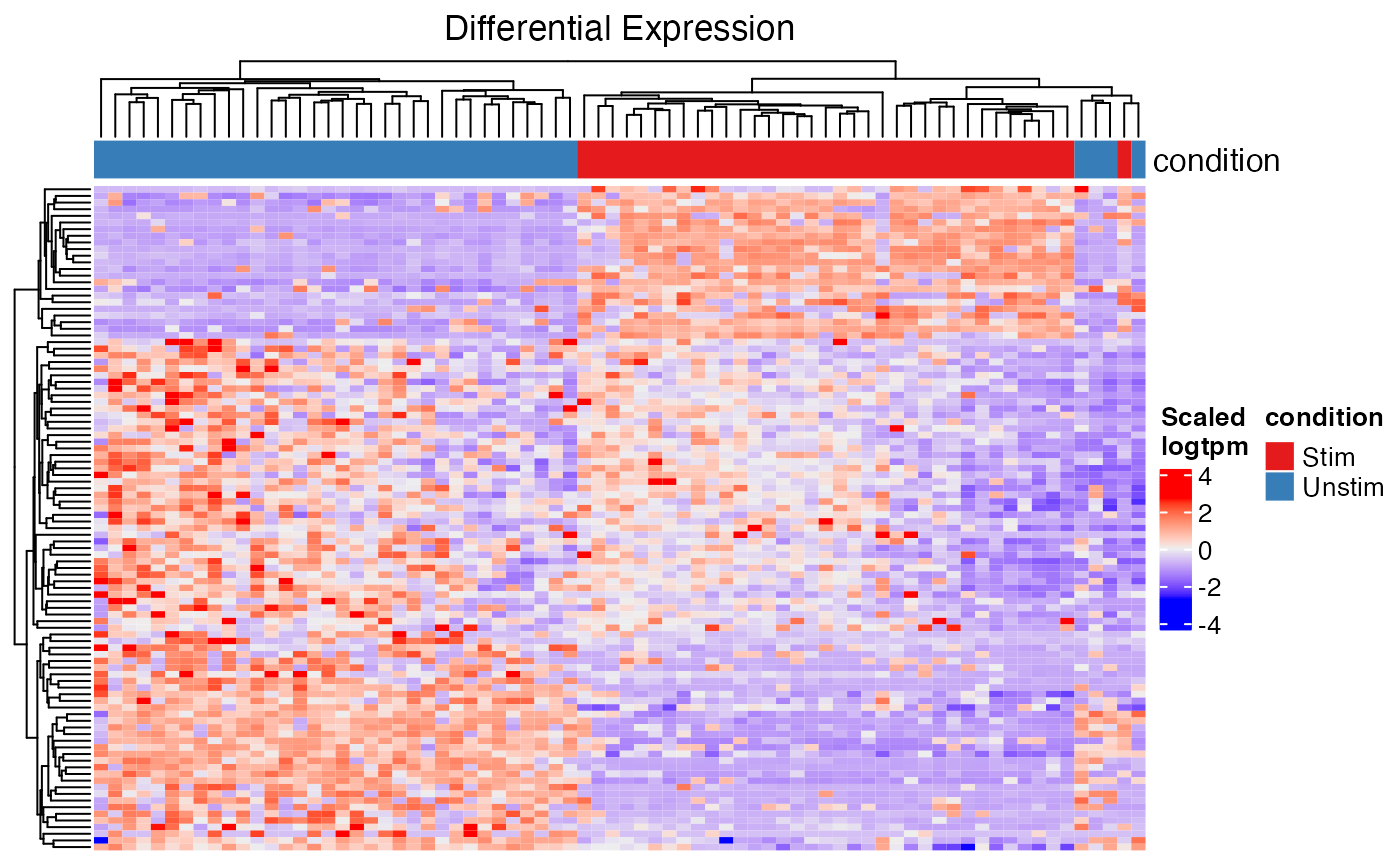 Differential Expression
condition
Scaled
logtpm
4
2
0
-2
-4
condition
Stim
Unstim